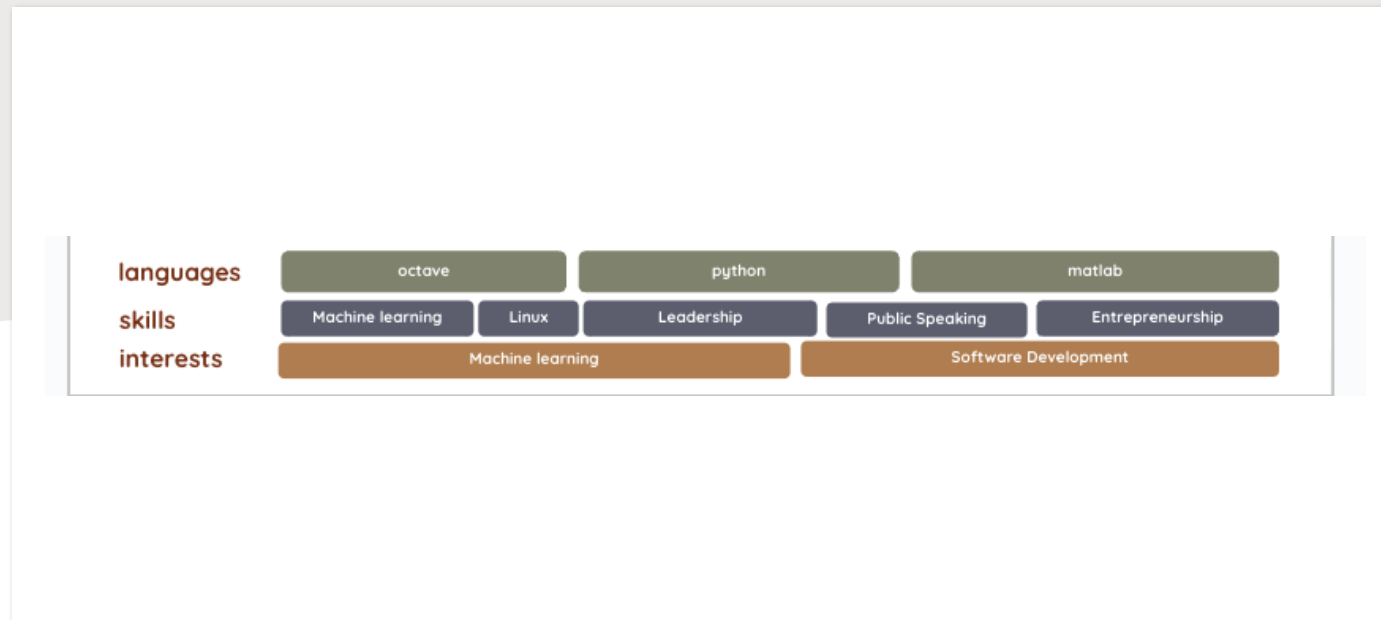 languages octave python matlab
skills Machine learning Linux Leadership Public Speaking Entrepreneurship
interests Machine learning Software Development